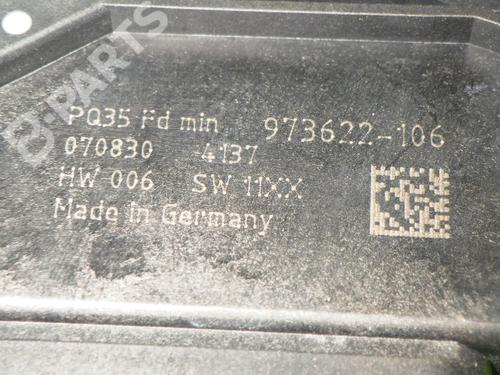 B-PARTS
PQ35 Fd min 973622-106
070830 4137
HW 006 SW 11XX
Made in Germany